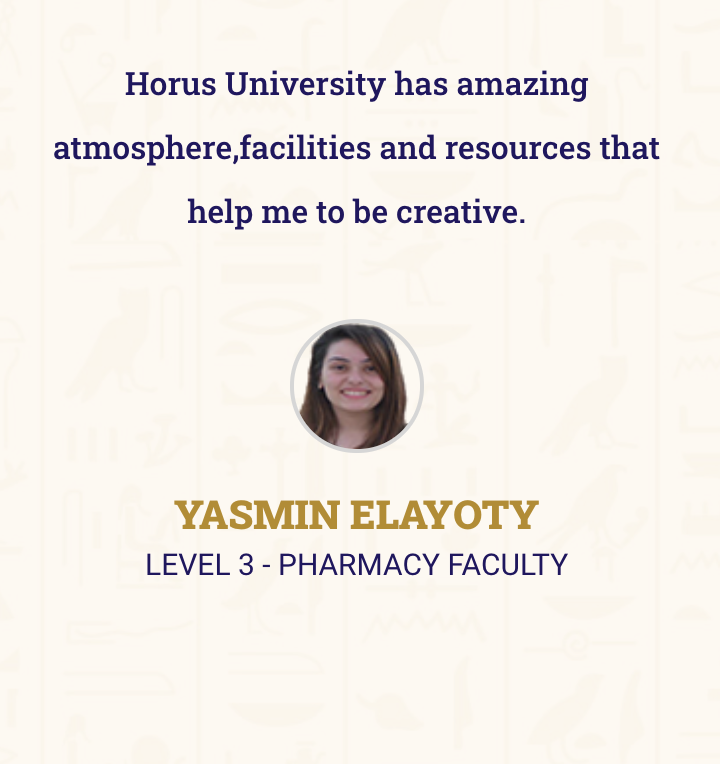 Horus University has amazing
atmosphere,facilities and resources that
help me to be creative.
YASMIN ELAYOTY
LEVEL 3 - PHARMACY FACULTY